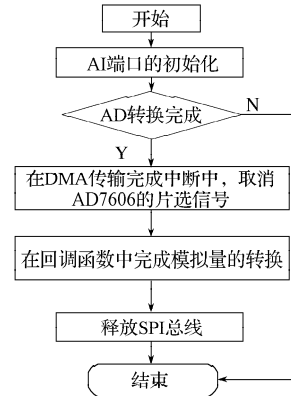 开始
AI端口的初始化
AD转换完成
N
Y
在DMA传输完成中断中，取消
AD7606的片选信号
在回调函数中完成模拟量的转换
释放SPI总线
结束